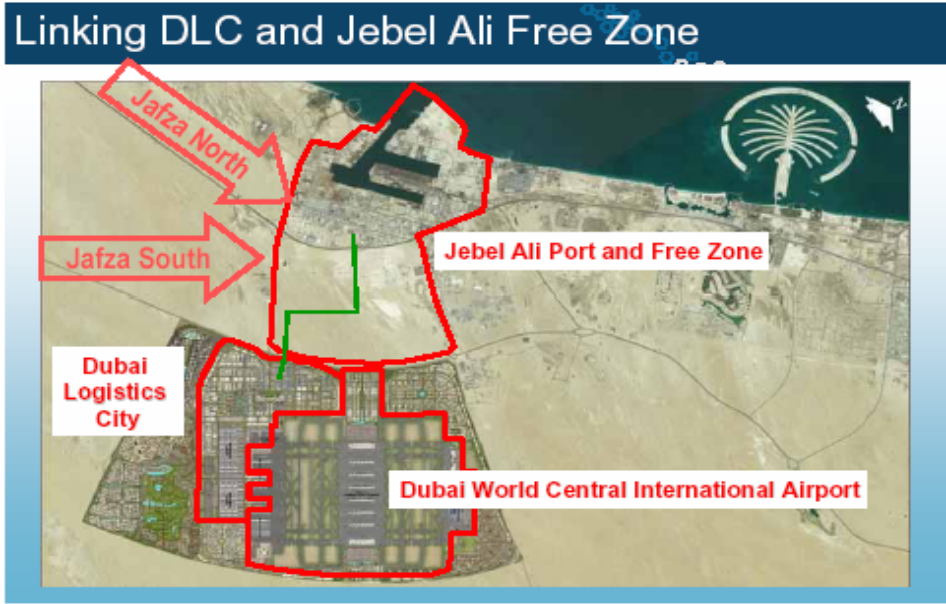 Linking DLC and Jebel Ali Free Zone
Jafza North
N
Jafza South
Jebel Ali Port and Free Zone
Dubai
Logistics
City
Dubai World Central International Airport